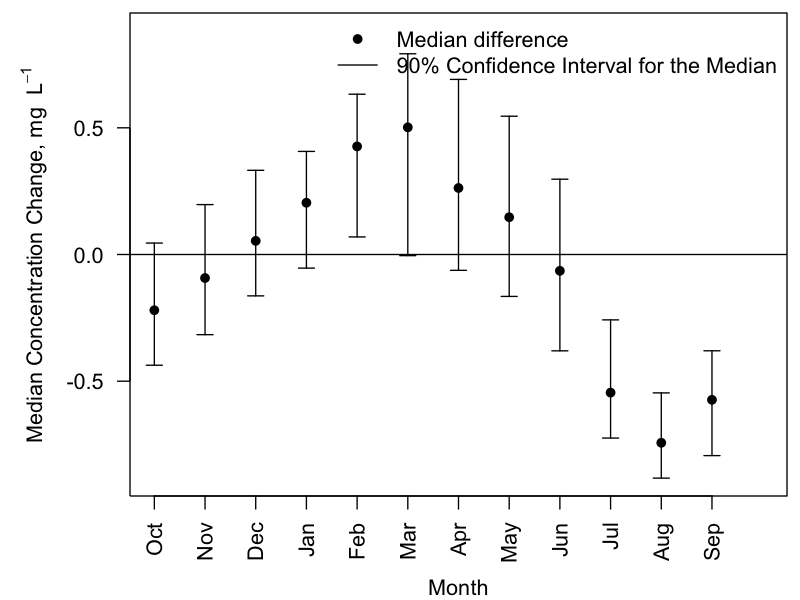 Median difference
90% Confidence Interval for the Median
Median Concentration Change, mg L⁻¹
0.5
0.0
-0.5
Oct
Nov
Dec
Jan
Feb
Mar
Apr
May
Jun
Jul
Aug
Sep
Month